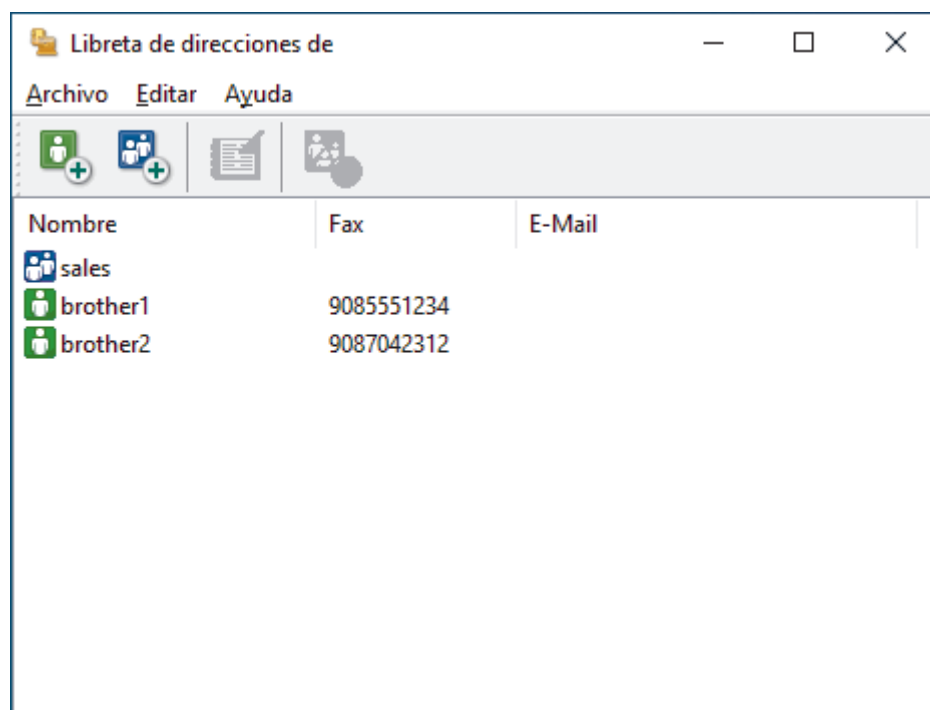 Libreta de direcciones de
Archivo Editar Ayuda
Nombre Fax E-Mail
sales
brother1 9085551234
brother2 9087042312